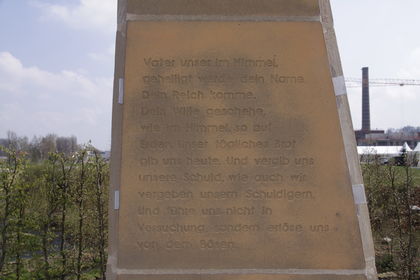 Vater unser im Himmel,
geheiligt werde dein Name.
Dein Reich komme.
Dein Wille geschehe,
wie im Himmel, so auf
Erden. Unser tägliches Brot
gib uns heute. Und vergib uns
unsere Schuld, wie auch wir
vergeben unsern Schuldigern.
Und führe uns nicht in
Versuchung, sondern erlöse uns
von dem Bösen.